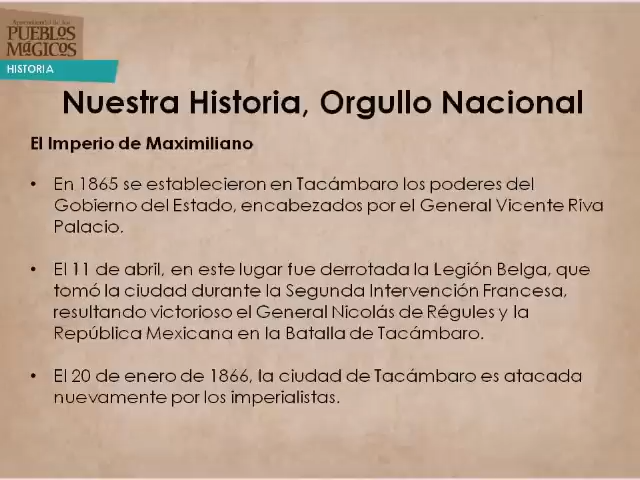 PUEBLOS
MÁGICOS
HISTORIA
Nuestra Historia, Orgullo Nacional
El Imperio de Maximiliano
• En 1865 se establecieron en Tacámbaro los poderes del
Gobierno del Estado, encabezados por el General Vicente Riva
Palacio.
• El 11 de abril, en este lugar fue derrotada la Legión Belga, que
tomó la ciudad durante la Segunda Intervención Francesa,
resultando victorioso el General Nicolás de Régules y la
República Mexicana en la Batalla de Tacámbaro.
• El 20 de enero de 1866, la ciudad de Tacámbaro es atacada
nuevamente por los imperialistas.